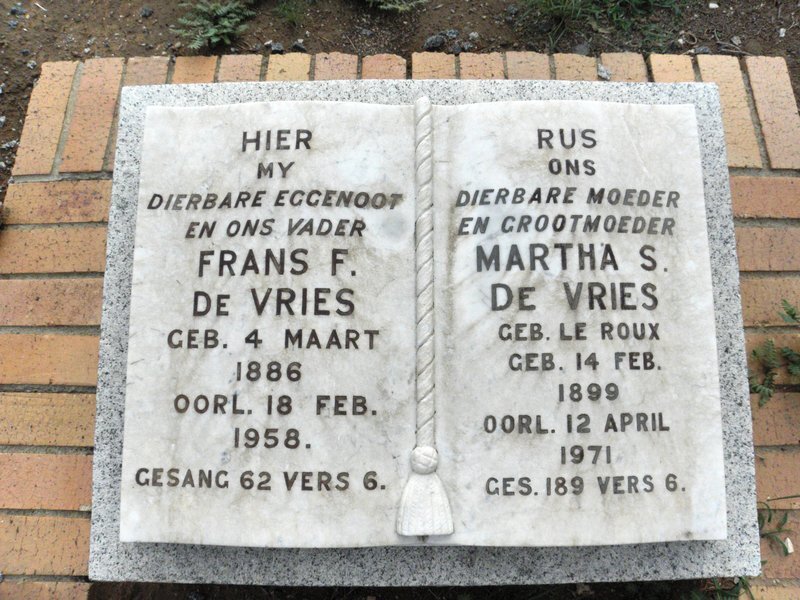 HIER
MY
DIERBARE EGGENOOT
EN ONS VADER
FRANS F.
DE VRIES
GEB. 4 MAART
1886
OORL. 18 FEB.
1958.
GESANG 62 VERS 6.
RUS
ONS
DIERBARE MOEDER
EN GROOTMOEDER
MARTHA S.
DE VRIES
GEB. LE ROUX
GEB. 14 FEB.
1899
OORL. 12 APRIL
1971
GES. 189 VERS 6.